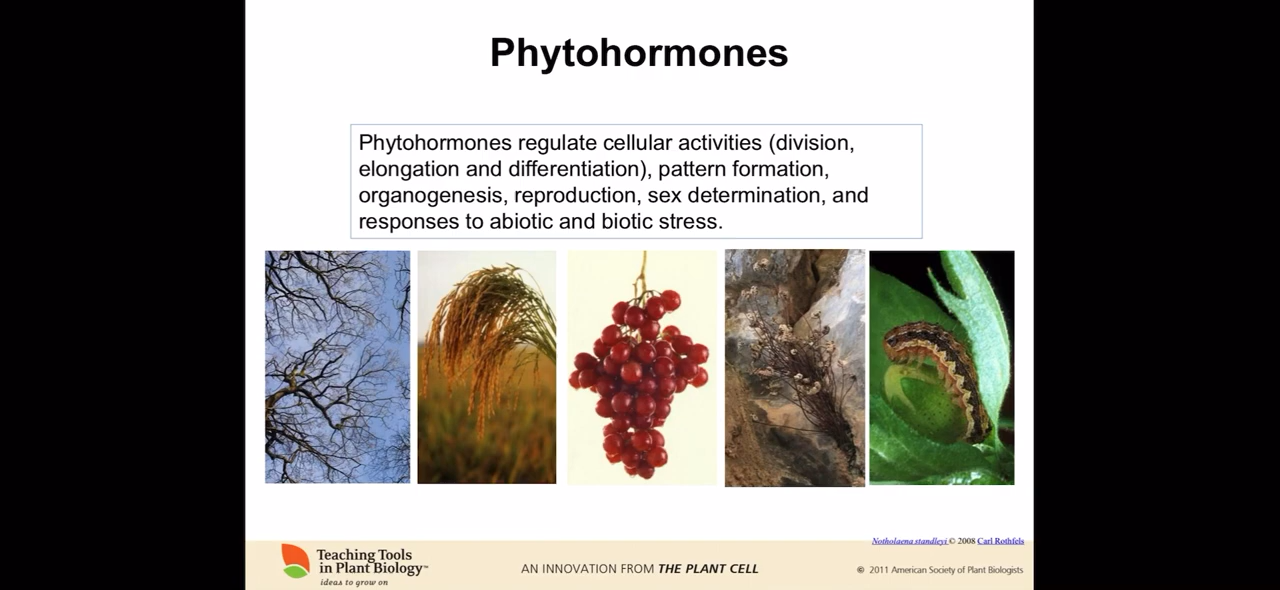 Phytohormones
Phytohormones regulate cellular activities (division,
elongation and differentiation), pattern formation,
organogenesis, reproduction, sex determination, and
responses to abiotic and biotic stress.
Notholaena standleyi © 2008 Carl Rothfels
Teaching Tools
in Plant Biology™
ideas to grow on
AN INNOVATION FROM THE PLANT CELL
© 2011 American Society of Plant Biologists